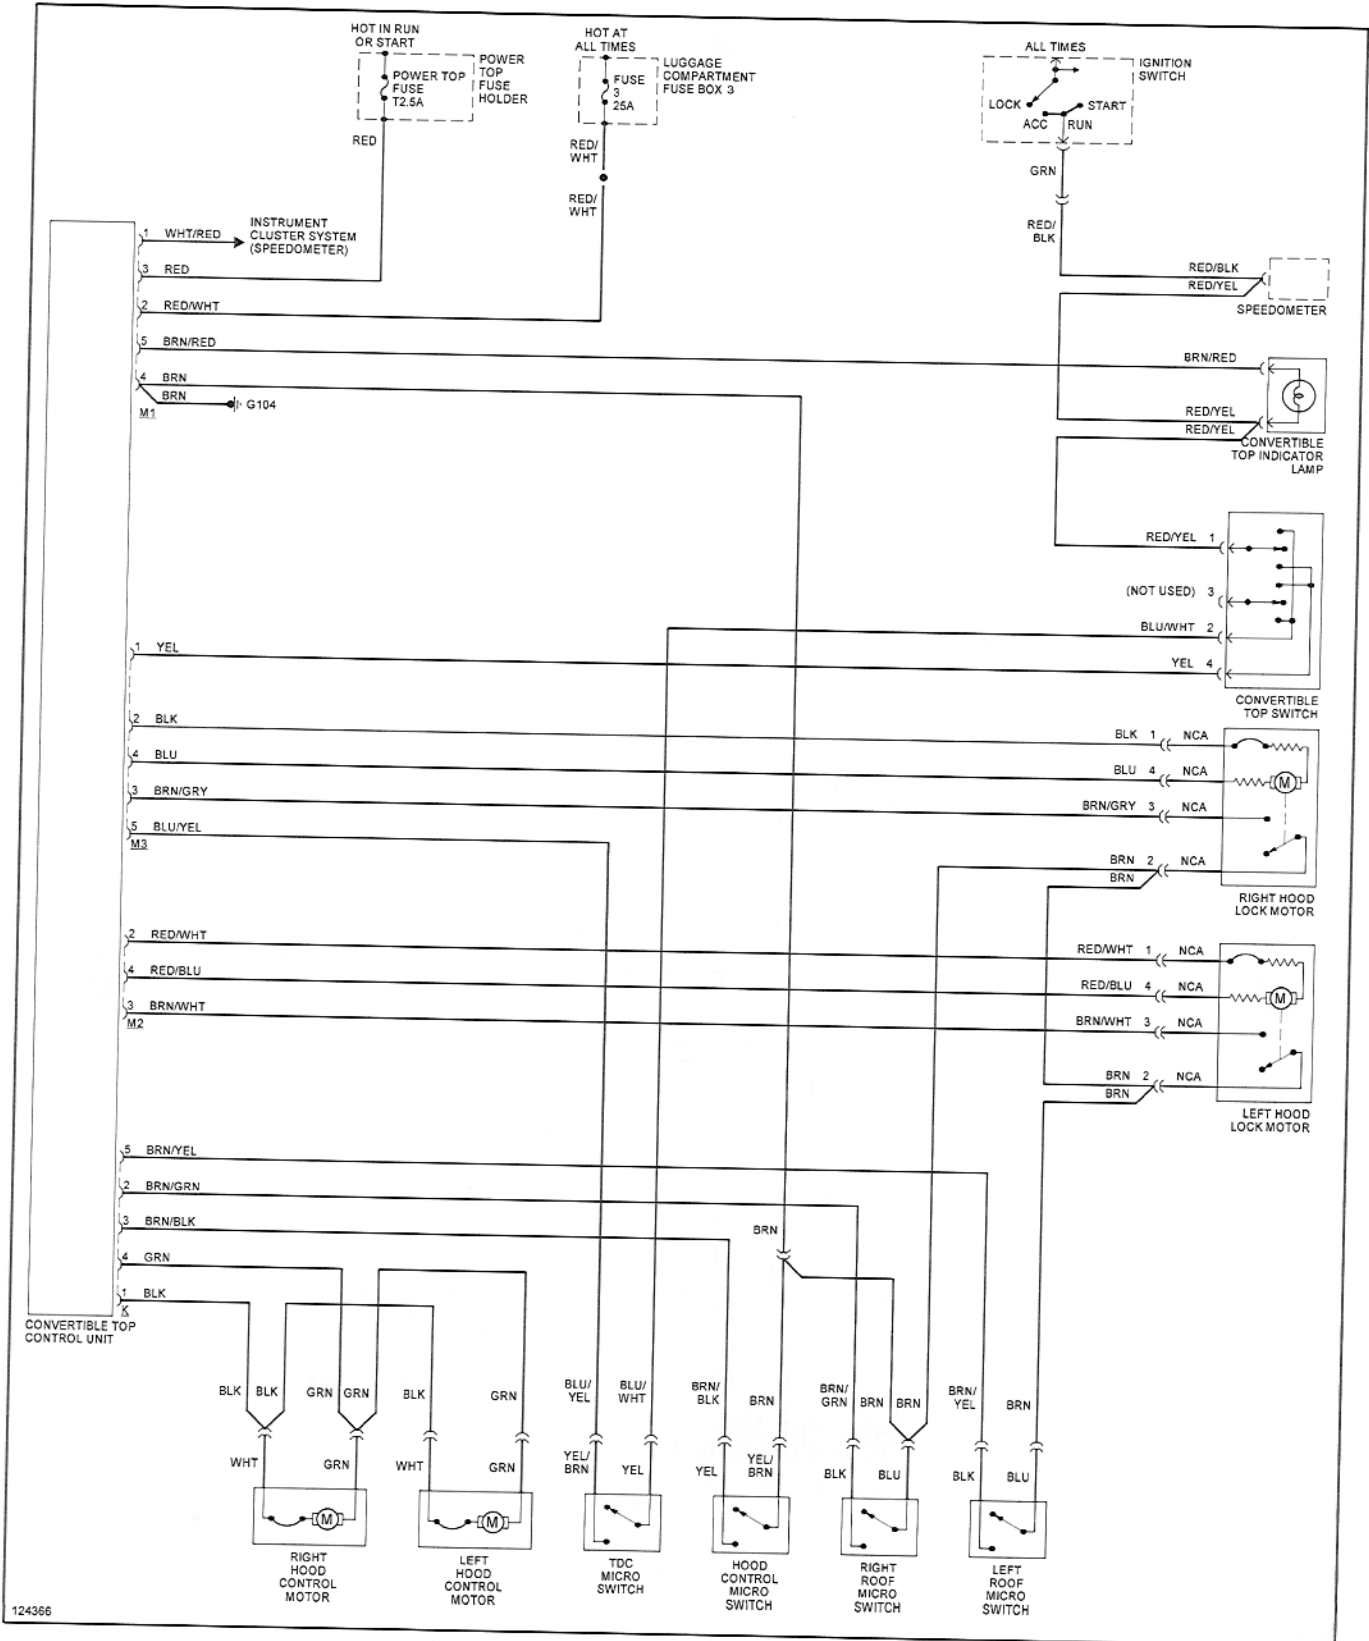 HOT IN RUN
OR START
POWER TOP
FUSE
T2.5A
POWER
TOP
FUSE
HOLDER
RED
HOT AT
ALL TIMES
FUSE
3
25A
LUGGAGE
COMPARTMENT
FUSE BOX 3
RED/
WHT
RED/
WHT
ALL TIMES
IGNITION
SWITCH
LOCK
START
ACC
RUN
GRN
RED/
BLK
1 WHT/RED
INSTRUMENT
CLUSTER SYSTEM
(SPEEDOMETER)
3 RED
2 RED/WHT
5 BRN/RED
4 BRN
BRN
G104
M1
RED/BLK
RED/YEL
SPEEDOMETER
BRN/RED
RED/YEL
RED/YEL
CONVERTIBLE
TOP INDICATOR
LAMP
RED/YEL 1
(NOT USED) 3
BLU/WHT 2
YEL 4
CONVERTIBLE
TOP SWITCH
1 YEL
2 BLK
4 BLU
3 BRN/GRY
5 BLU/YEL
M3
BLK 1 NCA
BLU 4 NCA
M
BRN/GRY 3 NCA
BRN 2 NCA
BRN
RIGHT HOOD
LOCK MOTOR
2 RED/WHT
4 RED/BLU
3 BRN/WHT
M2
RED/WHT 1 NCA
RED/BLU 4 NCA
M
BRN/WHT 3 NCA
BRN 2 NCA
BRN
LEFT HOOD
LOCK MOTOR
5 BRN/YEL
2 BRN/GRN
3 BRN/BLK
4 GRN
1 BLK
K
CONVERTIBLE TOP
CONTROL UNIT
BRN
BLK
BLK
GRN
GRN
BLK
GRN
BLU/
YEL
BLU/
WHT
BRN/
BLK
BRN
BRN/
GRN
BRN
BRN
BRN/
YEL
BRN
WHT
GRN
WHT
GRN
YEL/
BRN
YEL
YEL
YEL/
BRN
BLK
BLU
BLK
BLU
M
M
RIGHT
HOOD
CONTROL
MOTOR
LEFT
HOOD
CONTROL
MOTOR
TDC
MICRO
SWITCH
HOOD
CONTROL
MICRO
SWITCH
RIGHT
ROOF
MICRO
SWITCH
LEFT
ROOF
MICRO
SWITCH
124366